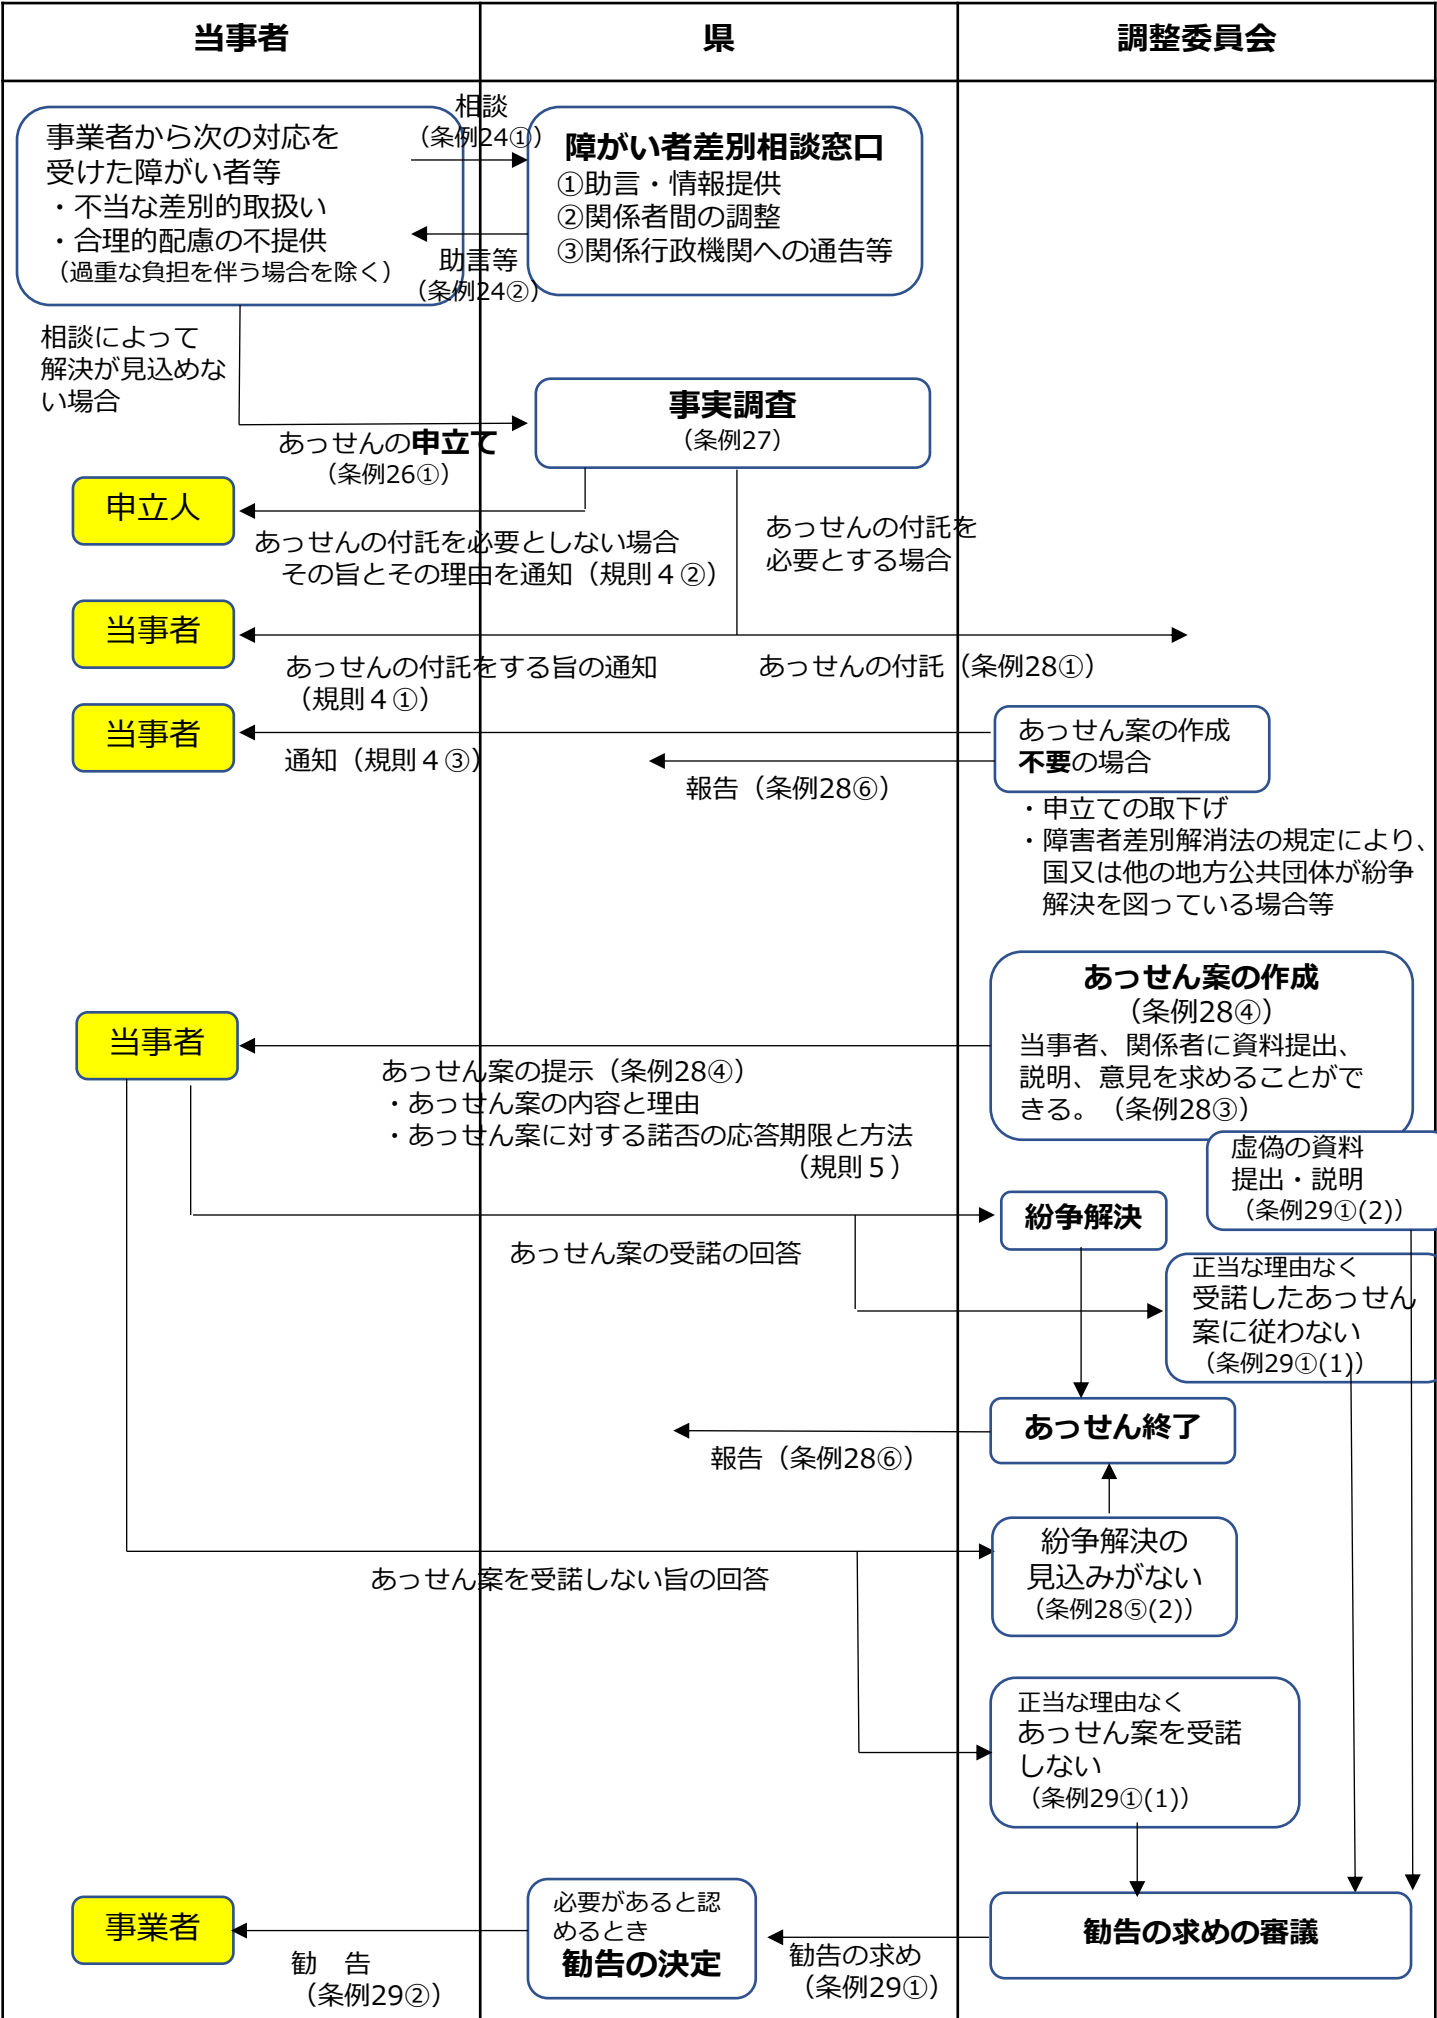 当事者
県
調整委員会
事業者から次の対応を
受けた障がい者等
・不当な差別的取扱い
・合理的配慮の不提供
（過重な負担を伴う場合を除く）
相談
（条例24①）
助言等
（条例24②）
障がい者差別相談窓口
①助言・情報提供
②関係者間の調整
③関係行政機関への通告等
相談によって
解決が見込めな
い場合
あっせんの申立て
（条例26①）
事実調査
（条例27）
申立人
あっせんの付託を必要としない場合
その旨とその理由を通知（規則４②）
あっせんの付託を
必要とする場合
当事者
あっせんの付託をする旨の通知
（規則４①）
あっせんの付託（条例28①）
当事者
通知（規則４③）
報告（条例28⑥）
あっせん案の作成
不要の場合
・申立ての取下げ
・障害者差別解消法の規定により、
国又は他の地方公共団体が紛争
解決を図っている場合等
あっせん案の作成
（条例28④）
当事者、関係者に資料提出、
説明、意見を求めることがで
きる。（条例28③）
当事者
あっせん案の提示（条例28④）
・あっせん案の内容と理由
・あっせん案に対する諾否の応答期限と方法
（規則５）
虚偽の資料
提出・説明
（条例29①(2)）
紛争解決
あっせん案の受諾の回答
正当な理由なく
受諾したあっせん
案に従わない
（条例29①(1)）
あっせん終了
報告（条例28⑥）
紛争解決の
見込みがない
（条例28⑤(2)）
あっせん案を受諾しない旨の回答
正当な理由なく
あっせん案を受諾
しない
（条例29①(1)）
事業者
勧　告
（条例29②）
必要があると認
めるとき
勧告の決定
勧告の求め
（条例29①）
勧告の求めの審議